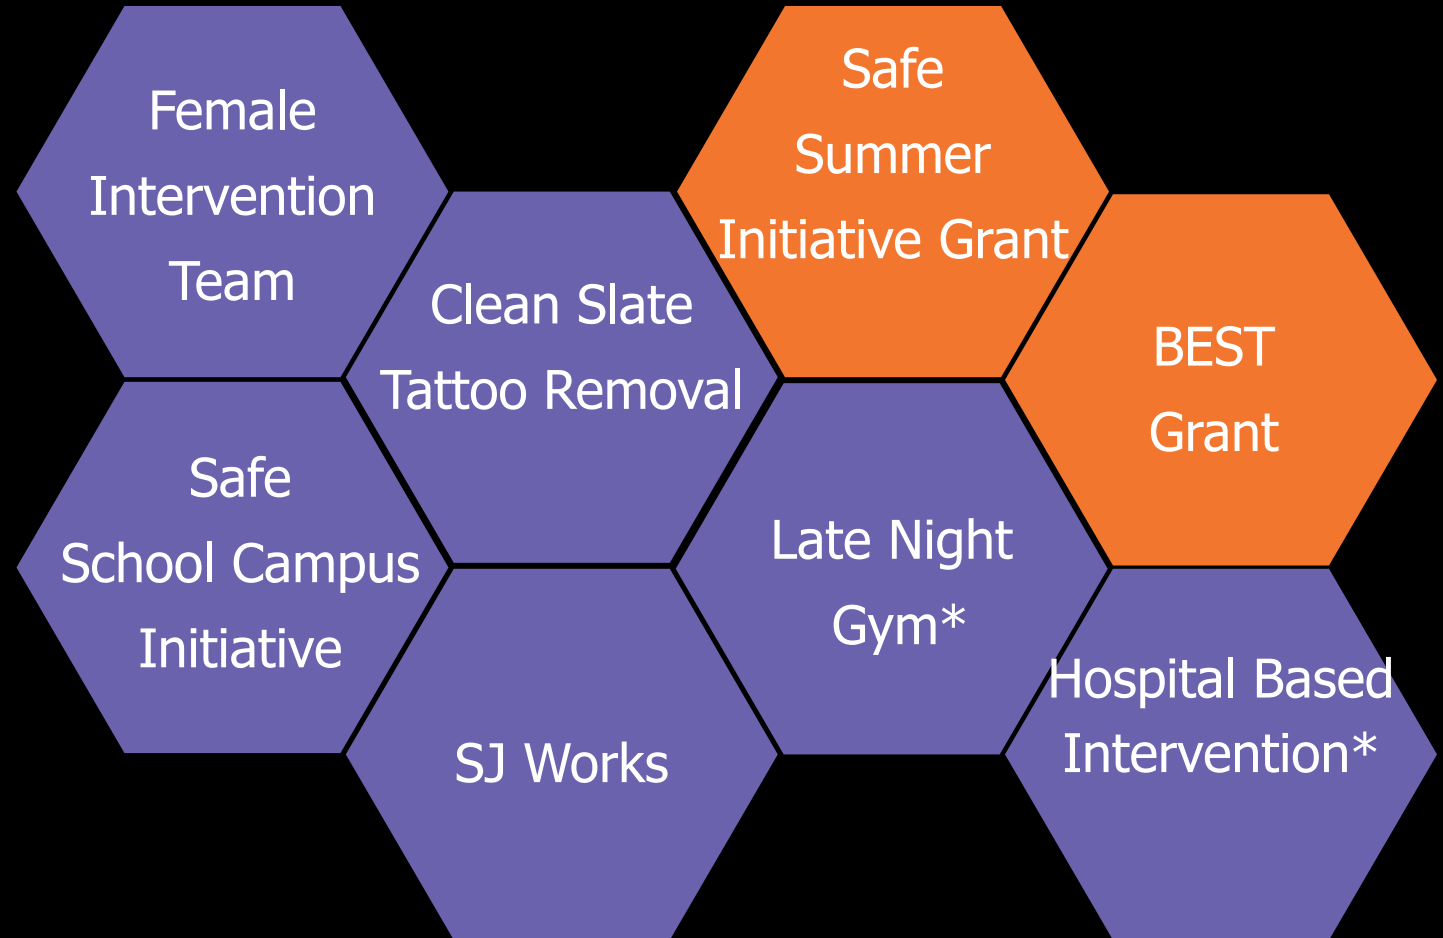 Female
Intervention
Team
Clean Slate
Tattoo Removal
Safe
Summer
Initiative Grant
BEST
Grant
Safe
School Campus
Initiative
SJ Works
Late Night
Gym*
Hospital Based
Intervention*